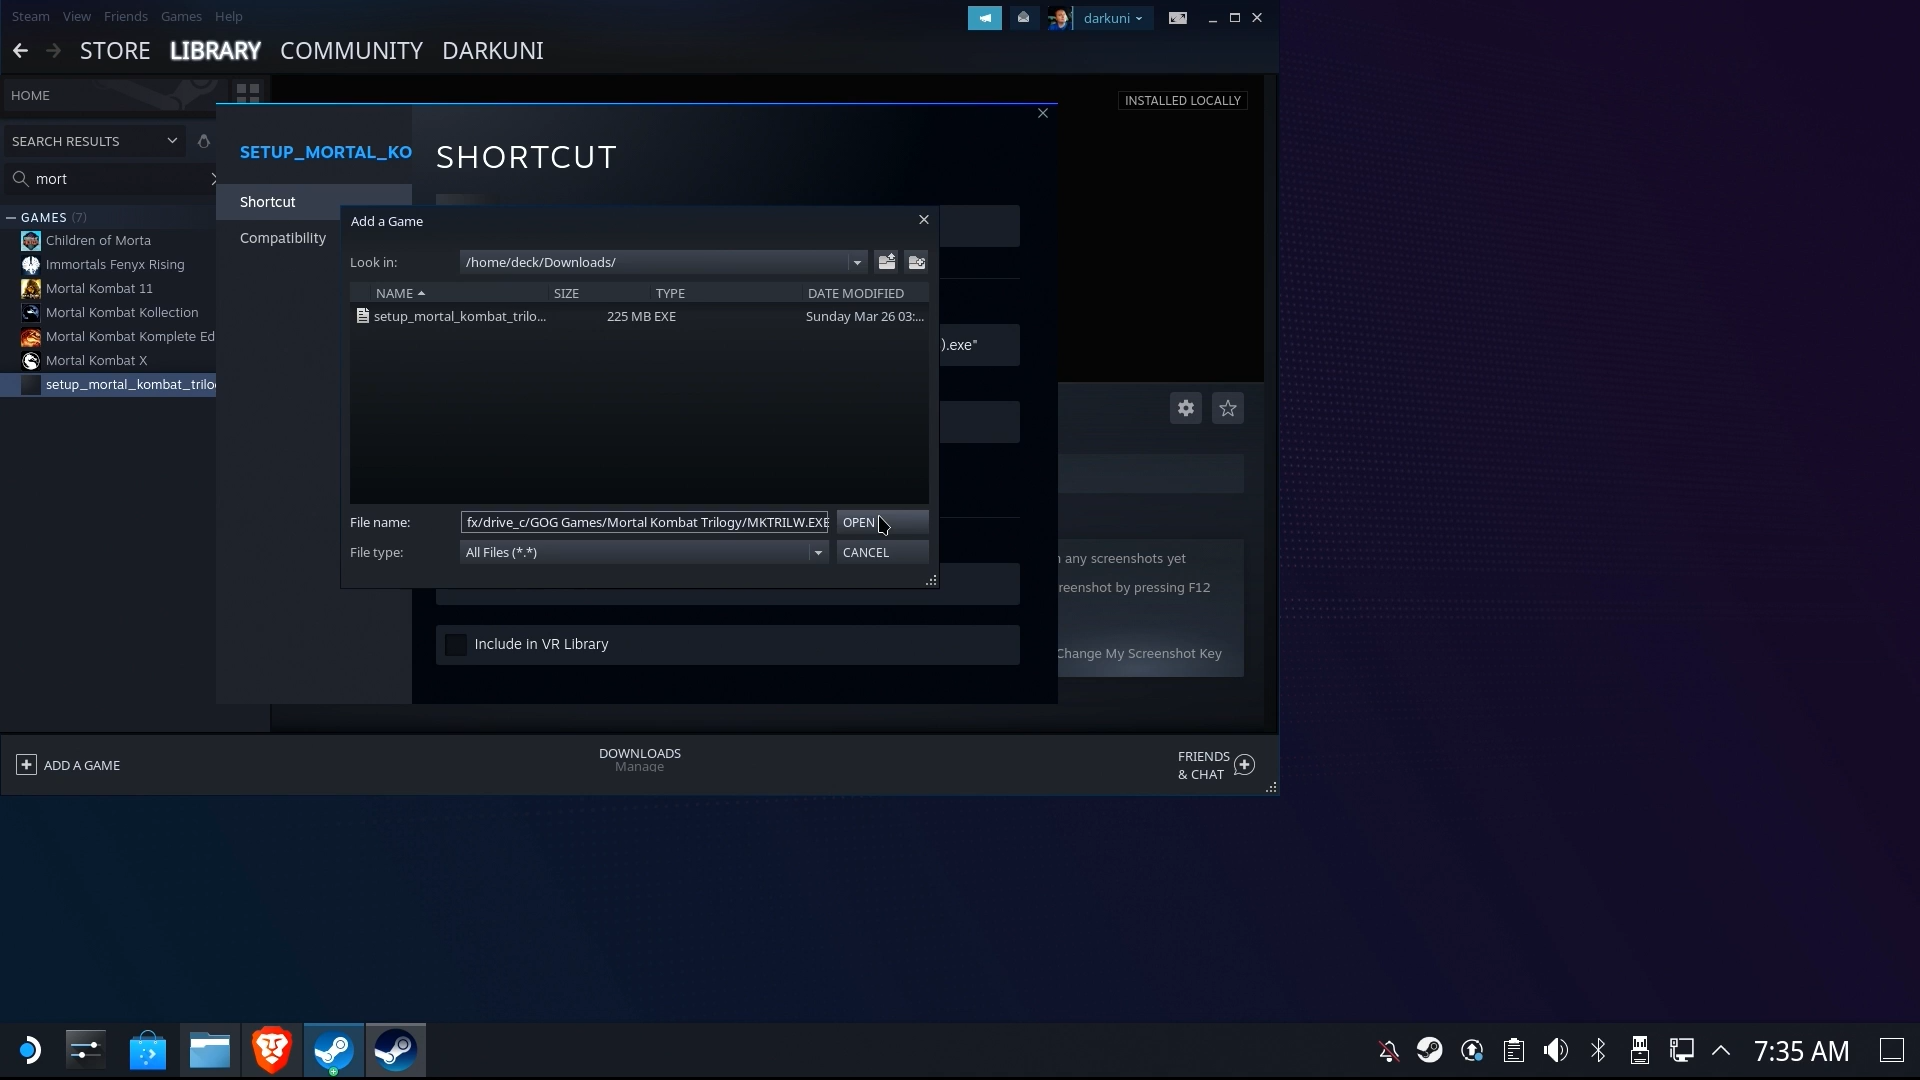 Steam View Friends Games Help
darkuni
STORE LIBRARY COMMUNITY DARKUNI
HOME
INSTALLED LOCALLY
SEARCH RESULTS
mort
GAMES (7)
Children of Morta
Immortals Fenyx Rising
Mortal Kombat 11
Mortal Kombat Kollection
Mortal Kombat Komplete Ed
Mortal Kombat X
setup_mortal_kombat_trilo
SETUP_MORTAL_KO
Shortcut
Compatibility
SHORTCUT
).exe"
Add a Game
Look in: /home/deck/Downloads/
NAME SIZE TYPE DATE MODIFIED
setup_mortal_kombat_trilo... 225 MB EXE Sunday Mar 26 03:...
File name: fx/drive_c/GOG Games/Mortal Kombat Trilogy/MKTRILW.EXE OPEN
File type: All Files (*.*) CANCEL
Include in VR Library
any screenshots yet
reenshot by pressing F12
Change My Screenshot Key
ADD A GAME
DOWNLOADS
Manage
FRIENDS
& CHAT
7:35 AM